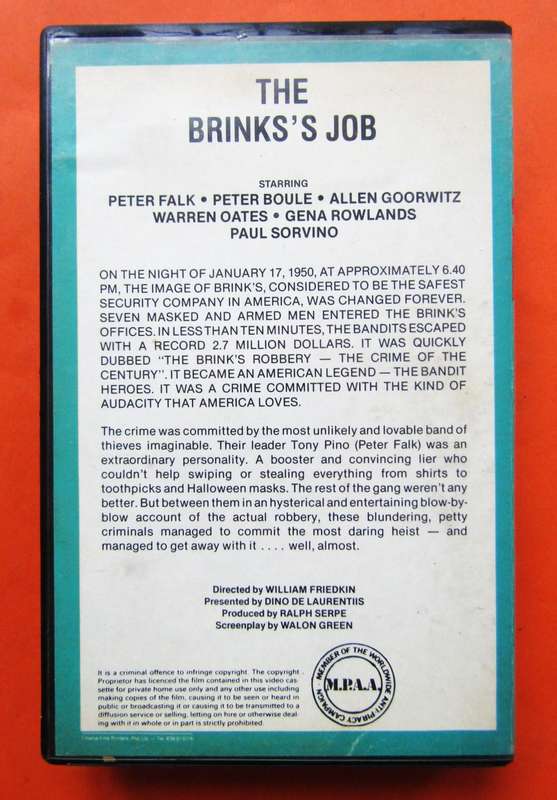 THE
BRINKS'S JOB
STARRING
PETER FALK • PETER BOULE • ALLEN GOORWITZ
WARREN OATES • GENA ROWLANDS
PAUL SORVINO
ON THE NIGHT OF JANUARY 17, 1950, AT APPROXIMATELY 6.40
PM, THE IMAGE OF BRINK'S, CONSIDERED TO BE THE SAFEST
SECURITY COMPANY IN AMERICA, WAS CHANGED FOREVER.
SEVEN MASKED AND ARMED MEN ENTERED THE BRINK'S
OFFICES. IN LESS THAN TEN MINUTES, THE BANDITS ESCAPED
WITH A RECORD 2.7 MILLION DOLLARS. IT WAS QUICKLY
DUBBED "THE BRINK'S ROBBERY — THE CRIME OF THE
CENTURY". IT BECAME AN AMERICAN LEGEND — THE BANDIT
HEROES. IT WAS A CRIME COMMITTED WITH THE KIND OF
AUDACITY THAT AMERICA LOVES.
The crime was committed by the most unlikely and lovable band of
thieves imaginable. Their leader Tony Pino (Peter Falk) was an
extraordinary personality. A booster and convincing lier who
couldn't help swiping or stealing everything from shirts to
toothpicks and Halloween masks. The rest of the gang weren't any
better. But between them in an hysterical and entertaining blow-by-
blow account of the actual robbery, these blundering, petty
criminals managed to commit the most daring heist — and
managed to get away with it . . . . well, almost.
Directed by WILLIAM FRIEDKIN
Presented by DINO DE LAURENTIIS
Produced by RALPH SERPE
Screenplay by WALON GREEN
It is a criminal offence to infringe copyright. The copyright
Proprietor has licenced the film contained in this video cas-
sette for private home use only and any other use including
making copies of the film, causing it to be seen or heard in
public or broadcasting it or causing it to be transmitted to a
diffusion service or selling, letting on hire or otherwise deal-
ing with it in whole or in part is strictly prohibited.
MEMBER OF THE WORLDWIDE ANTI-PIRACY CAMPAIGN
M.P.A.A.